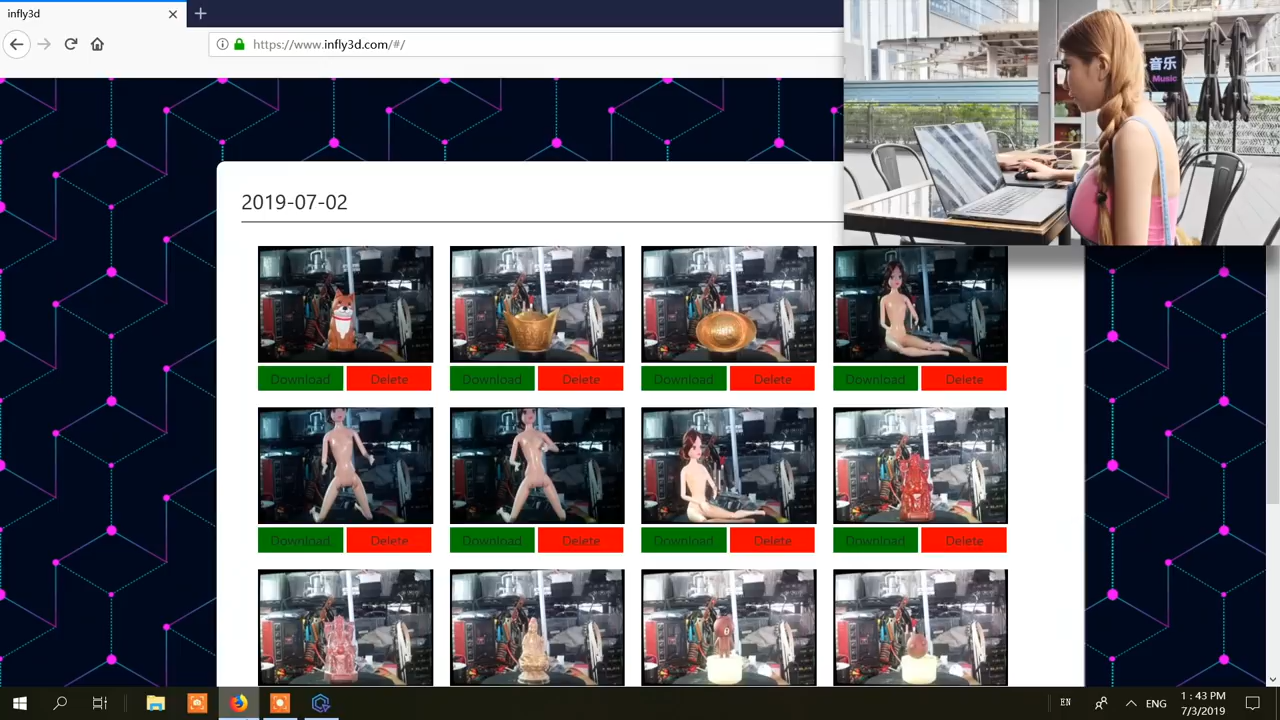 infly3d
https://www.infly3d.com/#/
音乐
Music
2019-07-02
Download Delete Download Delete Download Delete Download Delete
Download Delete Download Delete Download Delete Download Delete
ENG
1 : 43 PM
7/3/2019
EN